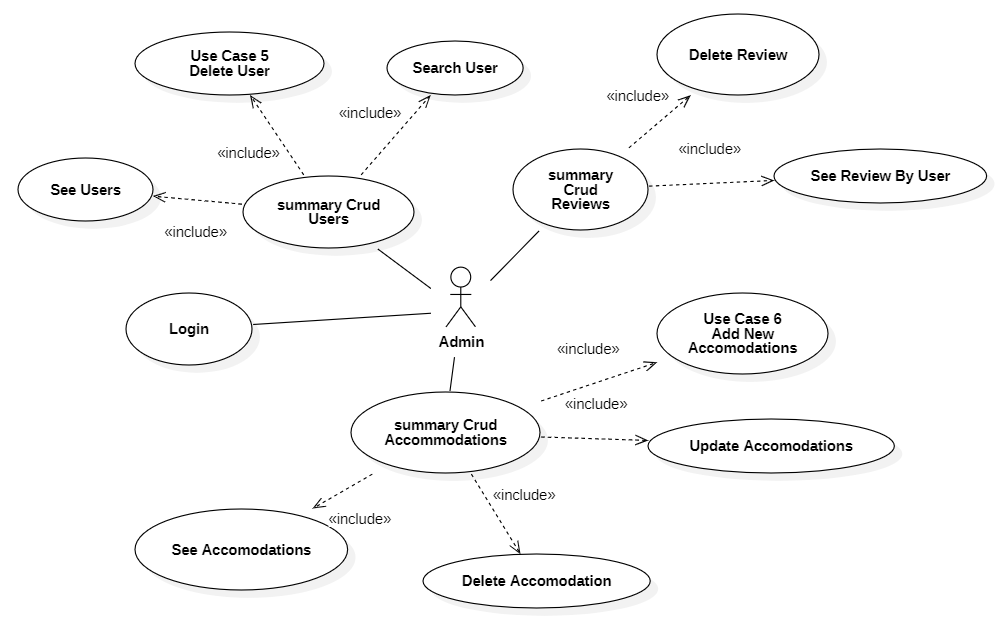 Use Case 5
Delete User
Search User
Delete Review
«include»
«include»
«include»
«include»
See Users
summary Crud
Users
summary
Crud
Reviews
See Review By User
«include»
Login
Admin
Use Case 6
Add New
Accomodations
«include»
«include»
summary Crud
Accommodations
Update Accomodations
«include»
«include»
See Accomodations
Delete Accomodation